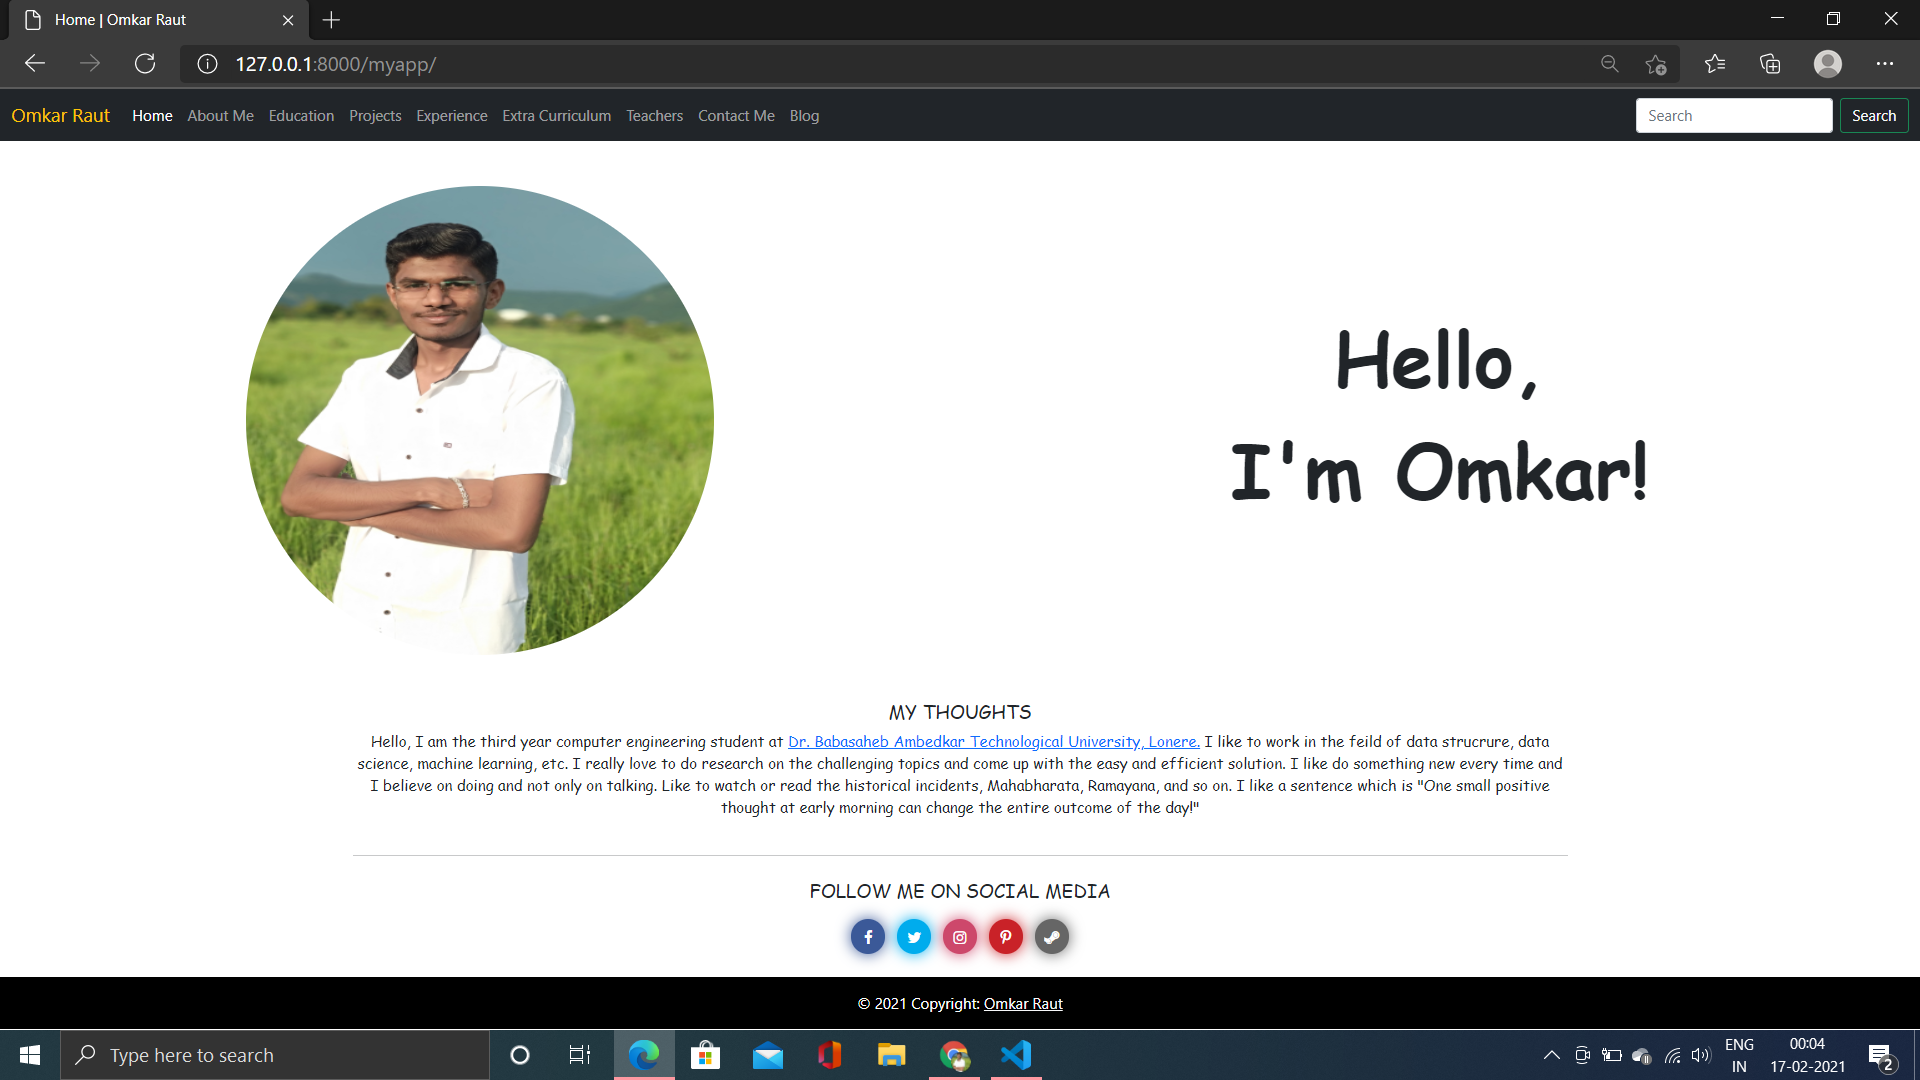 Home | Omkar Raut
127.0.0.1:8000/myapp/
Omkar Raut Home About Me Education Projects Experience Extra Curriculum Teachers Contact Me Blog Search Search
Hello,
I'm Omkar!
MY THOUGHTS
Hello, I am the third year computer engineering student at Dr. Babasaheb Ambedkar Technological University, Lonere. I like to work in the feild of data strucrure, data
science, machine learning, etc. I really love to do research on the challenging topics and come up with the easy and efficient solution. I like do something new every time and
I believe on doing and not only on talking. Like to watch or read the historical incidents, Mahabharata, Ramayana, and so on. I like a sentence which is "One small positive
thought at early morning can change the entire outcome of the day!"
FOLLOW ME ON SOCIAL MEDIA
© 2021 Copyright: Omkar Raut
Type here to search
ENG
IN
00:04
17-02-2021
2